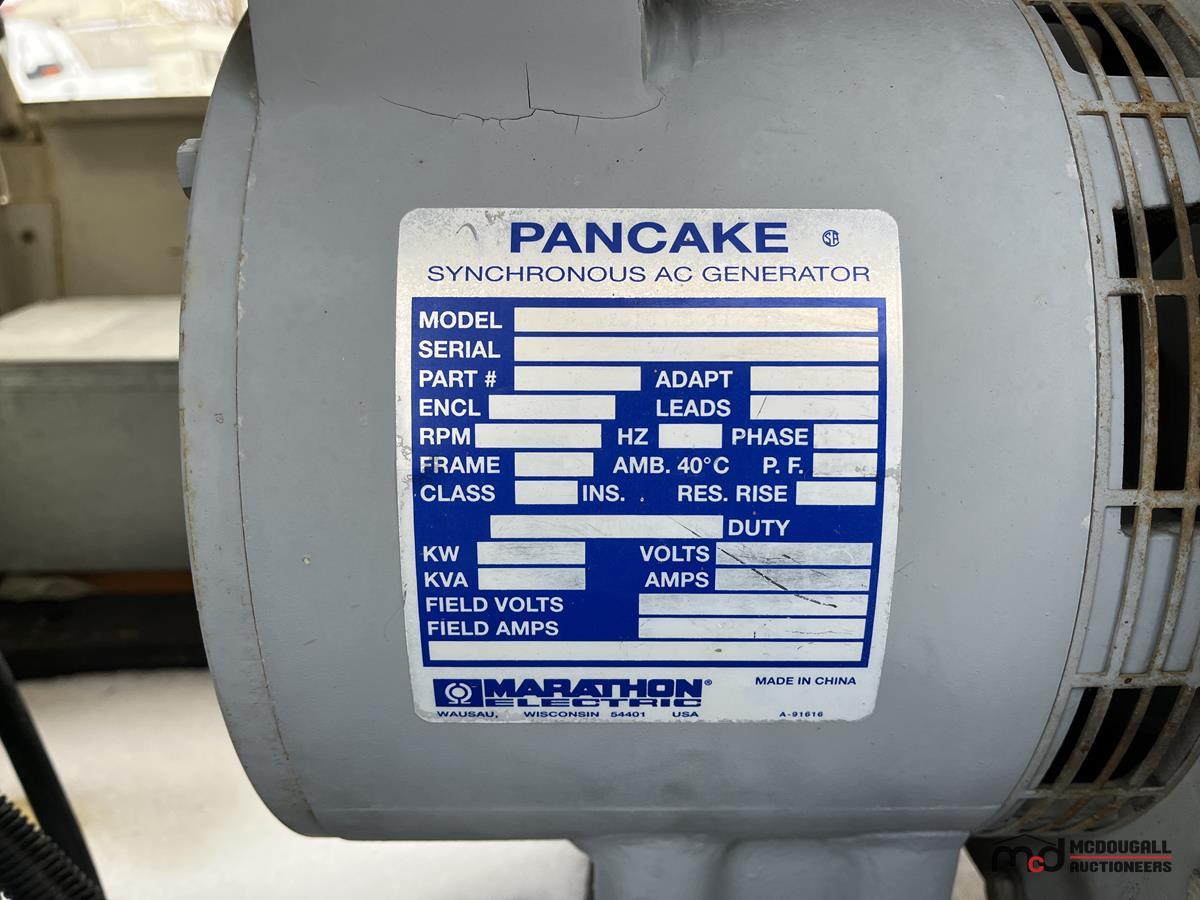 PANCAKE SA
SYNCHRONOUS AC GENERATOR
MODEL
SERIAL
PART # ADAPT
ENCL LEADS
RPM HZ PHASE
FRAME AMB. 40°C P. F.
CLASS INS. RES. RISE
DUTY
KW VOLTS
KVA AMPS
FIELD VOLTS
FIELD AMPS
MARATHON®
ELECTRIC
MADE IN CHINA
WAUSAU, WISCONSIN 54401 USA A-91616
mcd MCDOUGALL
AUCTIONEERS